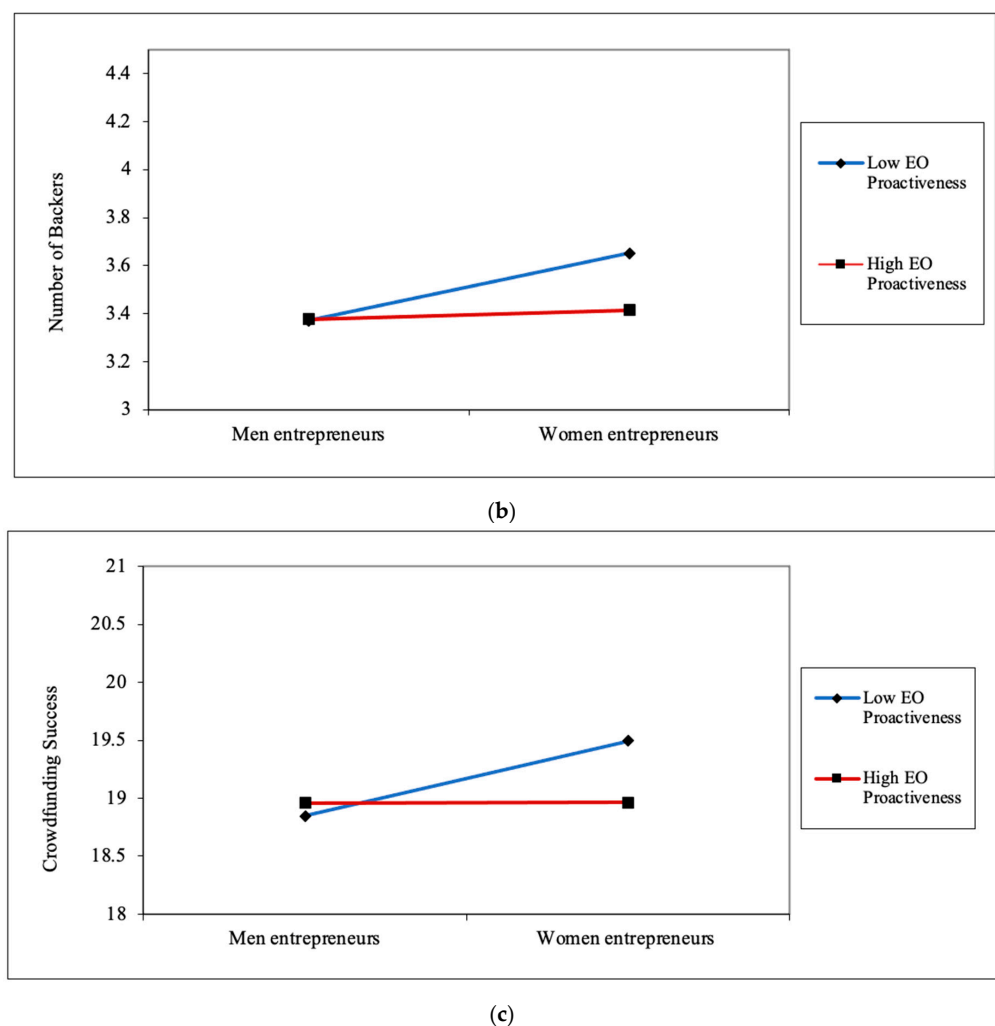 4.4
4.2
4
3.8
3.6
3.4
3.2
3
Number of Backers
Men entrepreneurs
Women entrepreneurs
Low EO
Proactiveness
High EO
Proactiveness
(b)
21
20.5
20
19.5
19
18.5
18
Crowdfunding Success
Men entrepreneurs
Women entrepreneurs
Low EO
Proactiveness
High EO
Proactiveness
(c)